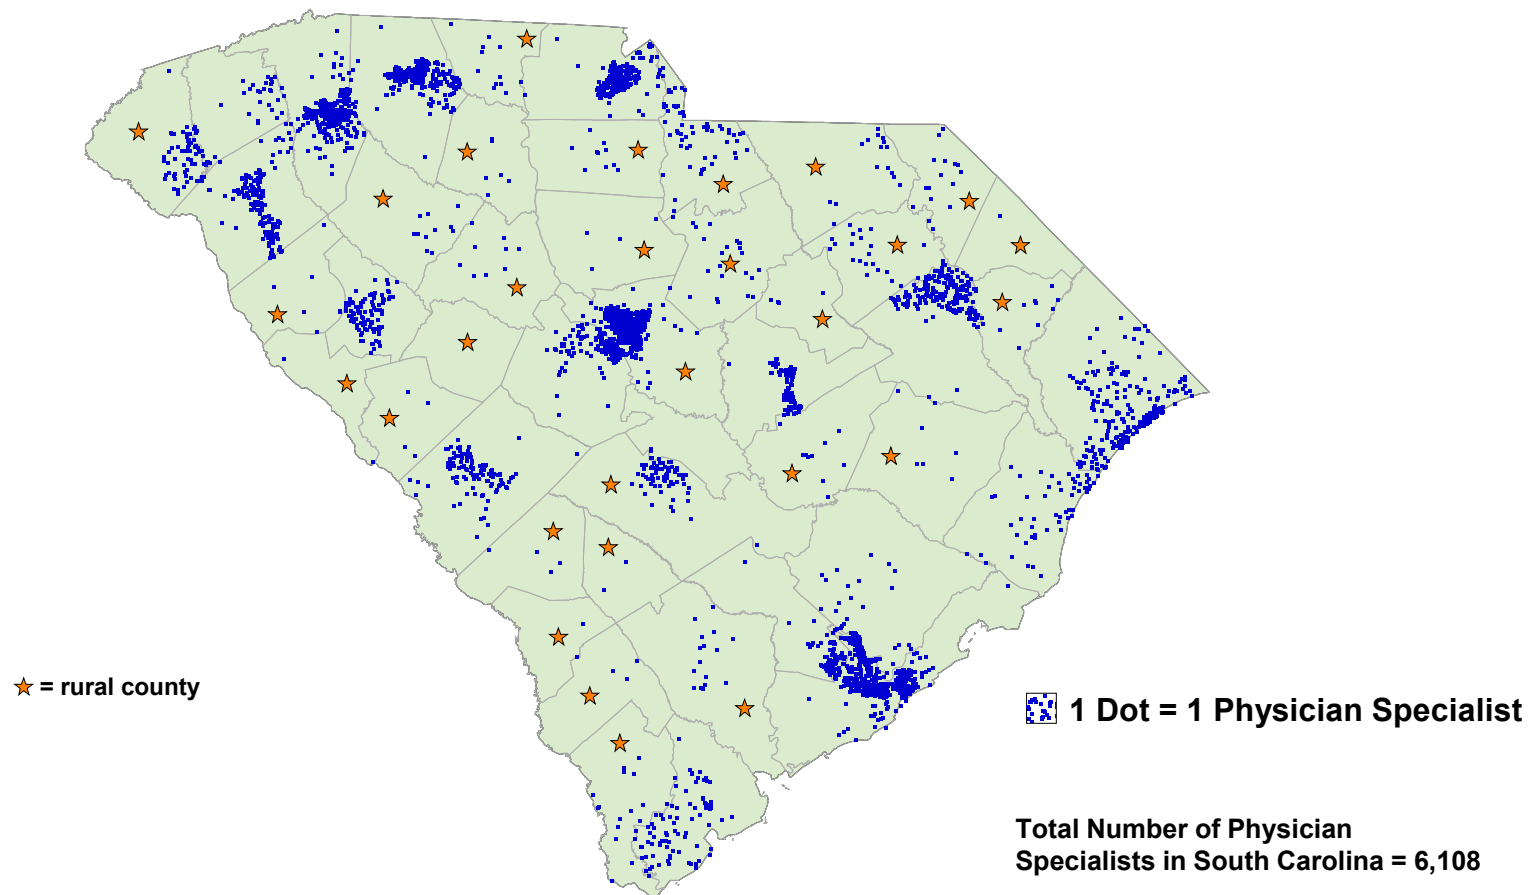 = rural county
1 Dot = 1 Physician Specialist
Total Number of Physician
Specialists in South Carolina = 6,108